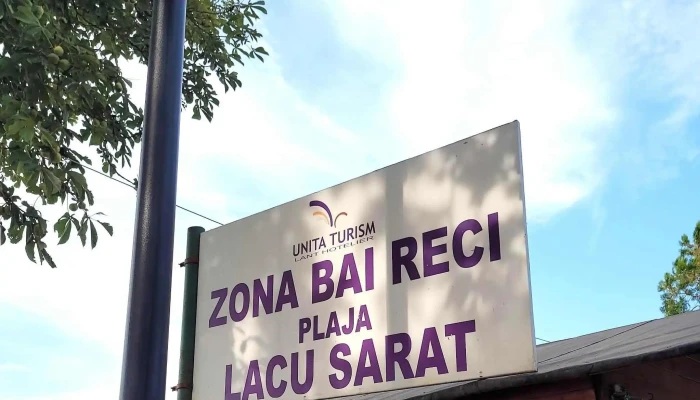 UNITA TURISM
LANT HOTELIER
ZONA BAI RECI
PLAJA
LACU SARAT